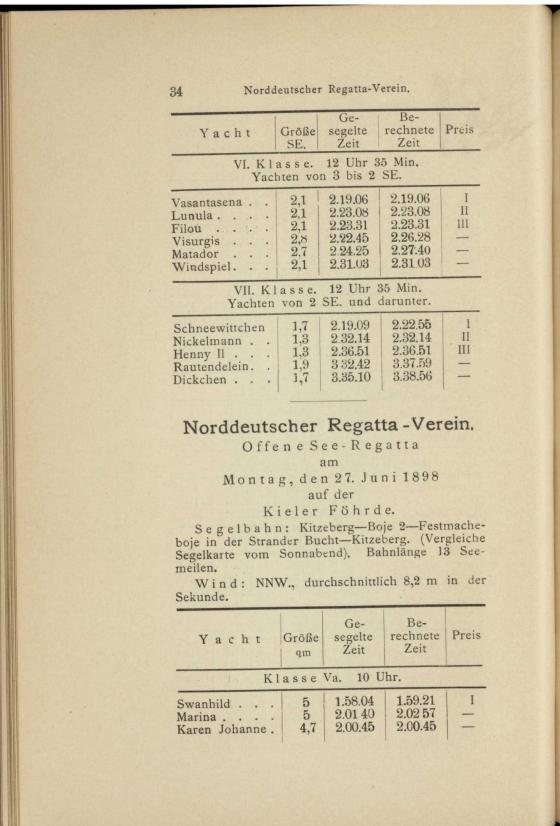 34 Norddeutscher Regatta-Verein.
Yacht Größe SE. Ge-segelte Zeit Be-rechnete Zeit Preis
VI. Klasse. 12 Uhr 35 Min.
Yachten von 3 bis 2 SE.
Vasantasena . . 2,1 2.19.06 2.19.06 I
Lunula . . . . 2,1 2.23.08 2.23.08 II
Filou . . . . 2,1 2.23.31 2.23.31 III
Visurgis . . . 2,8 2.22.45 2.26.28 —
Matador . . . 2,7 2 24.25 2.27.40 —
Windspiel . . . 2,1 2.31.03 2.31.03 —
VII. Klasse. 12 Uhr 35 Min.
Yachten von 2 SE. und darunter.
Schneewittchen 1,7 2.19.09 2.22.55 I
Nickelmann . . 1,3 2.32.14 2.32.14 II
Henny II . . . 1,3 2.36.51 2.36.51 III
Rautendelein . . 1,9 3 32.42 3.37.59 —
Dickchen . . . 1,7 3.35.10 3.38.56 —
Norddeutscher Regatta-Verein.
Offene See-Regatta
am
Montag, den 27. Juni 1898
auf der
Kieler Föhrde.
Segelbahn: Kitzeberg—Boje 2—Festmache-
boje in der Strander Bucht—Kitzeberg. (Vergleiche
Segelkarte vom Sonnabend). Bahnlänge 13 See-
meilen.
Wind: NNW., durchschnittlich 8,2 m in der
Sekunde.
Yacht Größe qm Ge-segelte Zeit Be-rechnete Zeit Preis
Klasse Va. 10 Uhr.
Swanhild . . . 5 1.58.04 1.59.21 I
Marina . . . . 5 2.01 40 2.02 57 —
Karen Johanne . 4,7 2.00.45 2.00.45 —